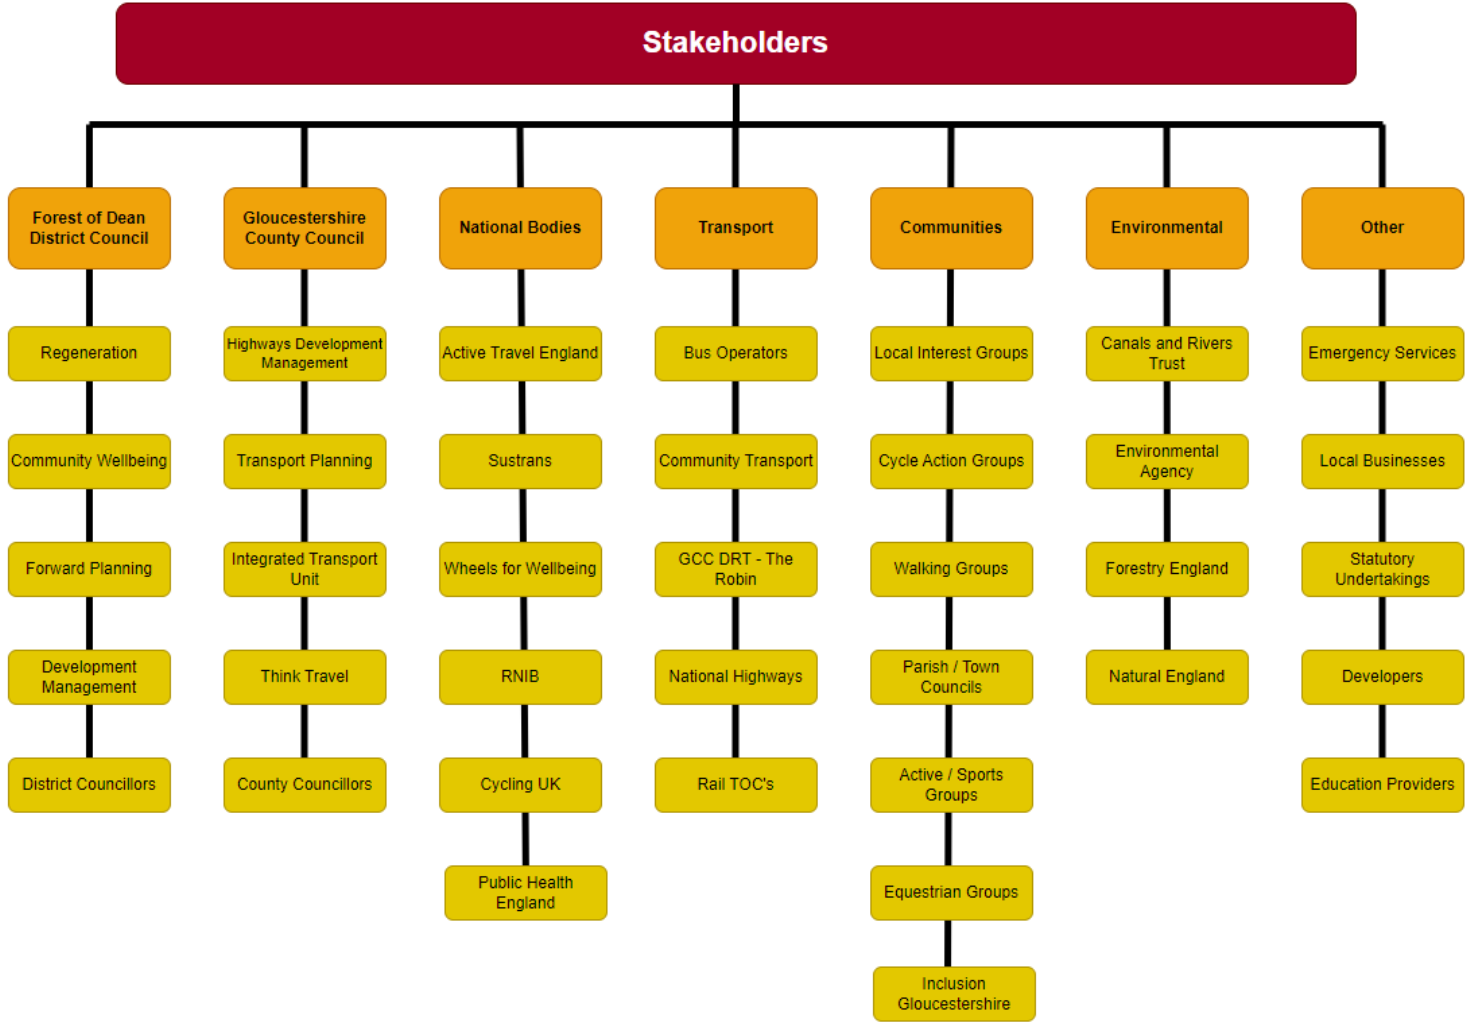 Stakeholders
Forest of Dean
District Council
Gloucestershire
County Council
National Bodies
Transport
Communities
Environmental
Other
Regeneration
Highways Development
Management
Active Travel England
Bus Operators
Local Interest Groups
Canals and Rivers
Trust
Emergency Services
Community Wellbeing
Transport Planning
Sustrans
Community Transport
Cycle Action Groups
Environmental
Agency
Local Businesses
Forward Planning
Integrated Transport
Unit
Wheels for Wellbeing
GCC DRT - The
Robin
Walking Groups
Forestry England
Statutory
Undertakings
Development
Management
Think Travel
RNIB
National Highways
Parish / Town
Councils
Natural England
Developers
District Councillors
County Councillors
Cycling UK
Rail TOC's
Active / Sports
Groups
Education Providers
Public Health
England
Equestrian Groups
Inclusion
Gloucestershire